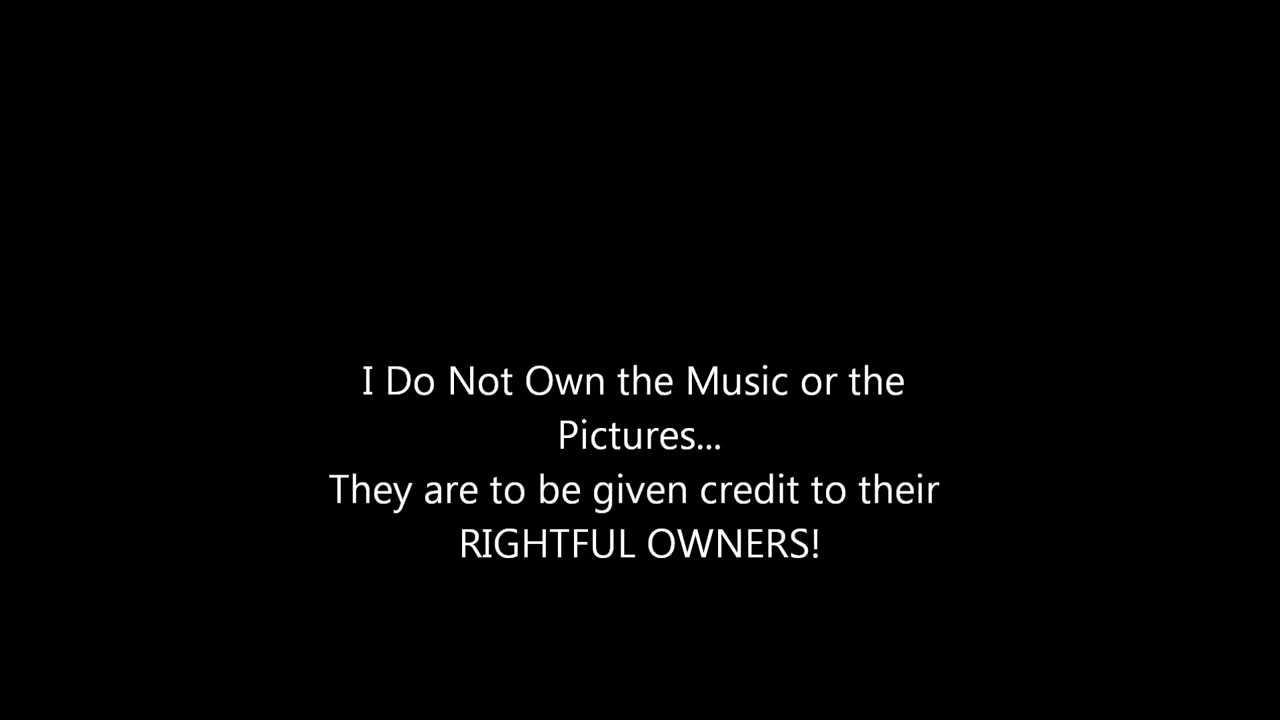 I Do Not Own the Music or the
Pictures...
They are to be given credit to their
RIGHTFUL OWNERS!